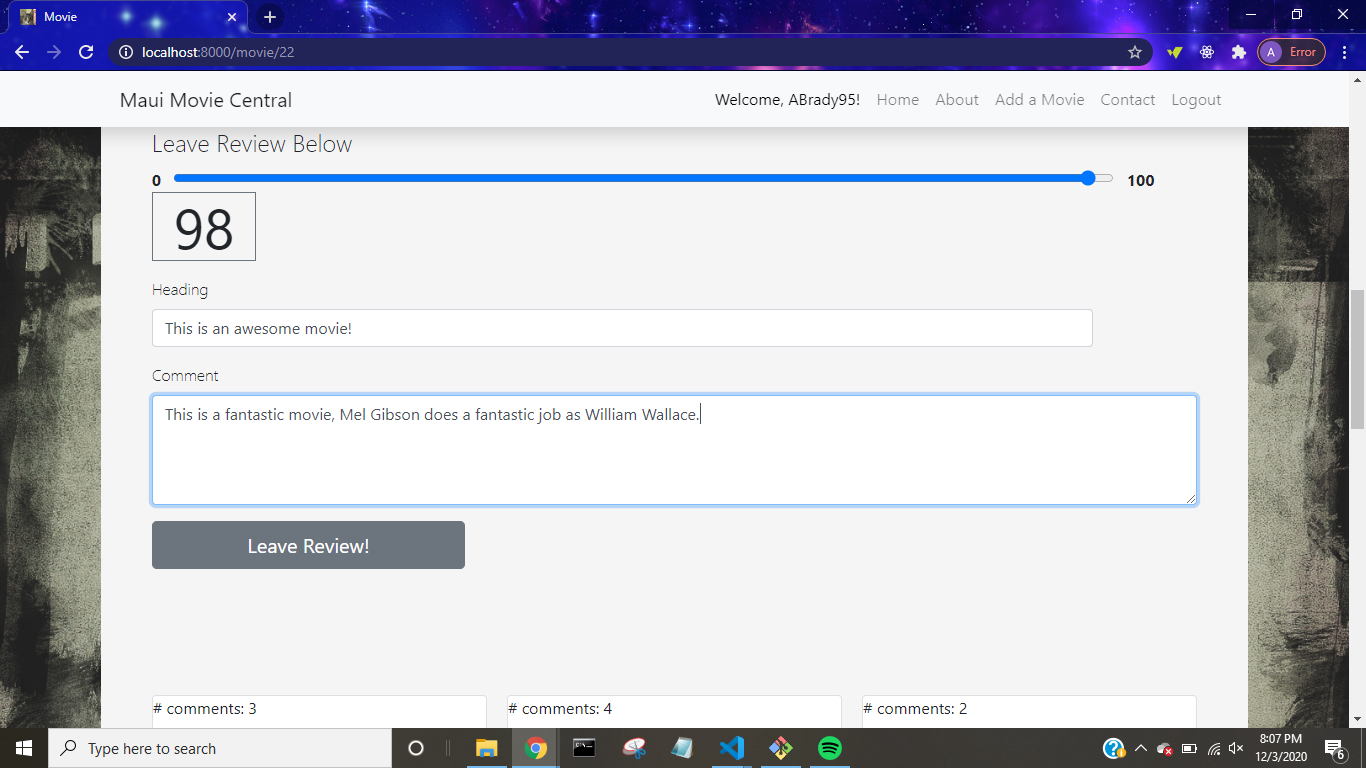 Movie
localhost:8000/movie/22
A Error
Maui Movie Central
Welcome, ABrady95! Home About Add a Movie Contact Logout
Leave Review Below
0 100
98
Heading
This is an awesome movie!
Comment
This is a fantastic movie, Mel Gibson does a fantastic job as William Wallace.
Leave Review!
# comments: 3 # comments: 4 # comments: 2
Type here to search
8:07 PM
12/3/2020
6